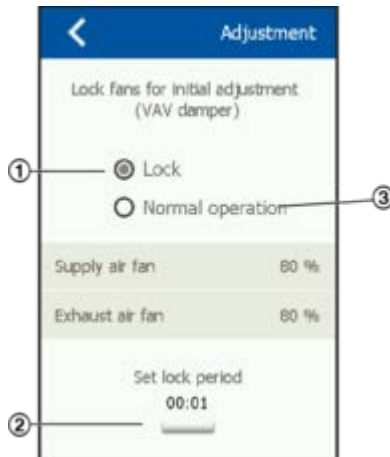 Adjustment
Lock fans for initial adjustment
(VAV damper)
1 Lock
Normal operation 3
Supply air fan 80 %
Exhaust air fan 80 %
Set lock period
00:01
2